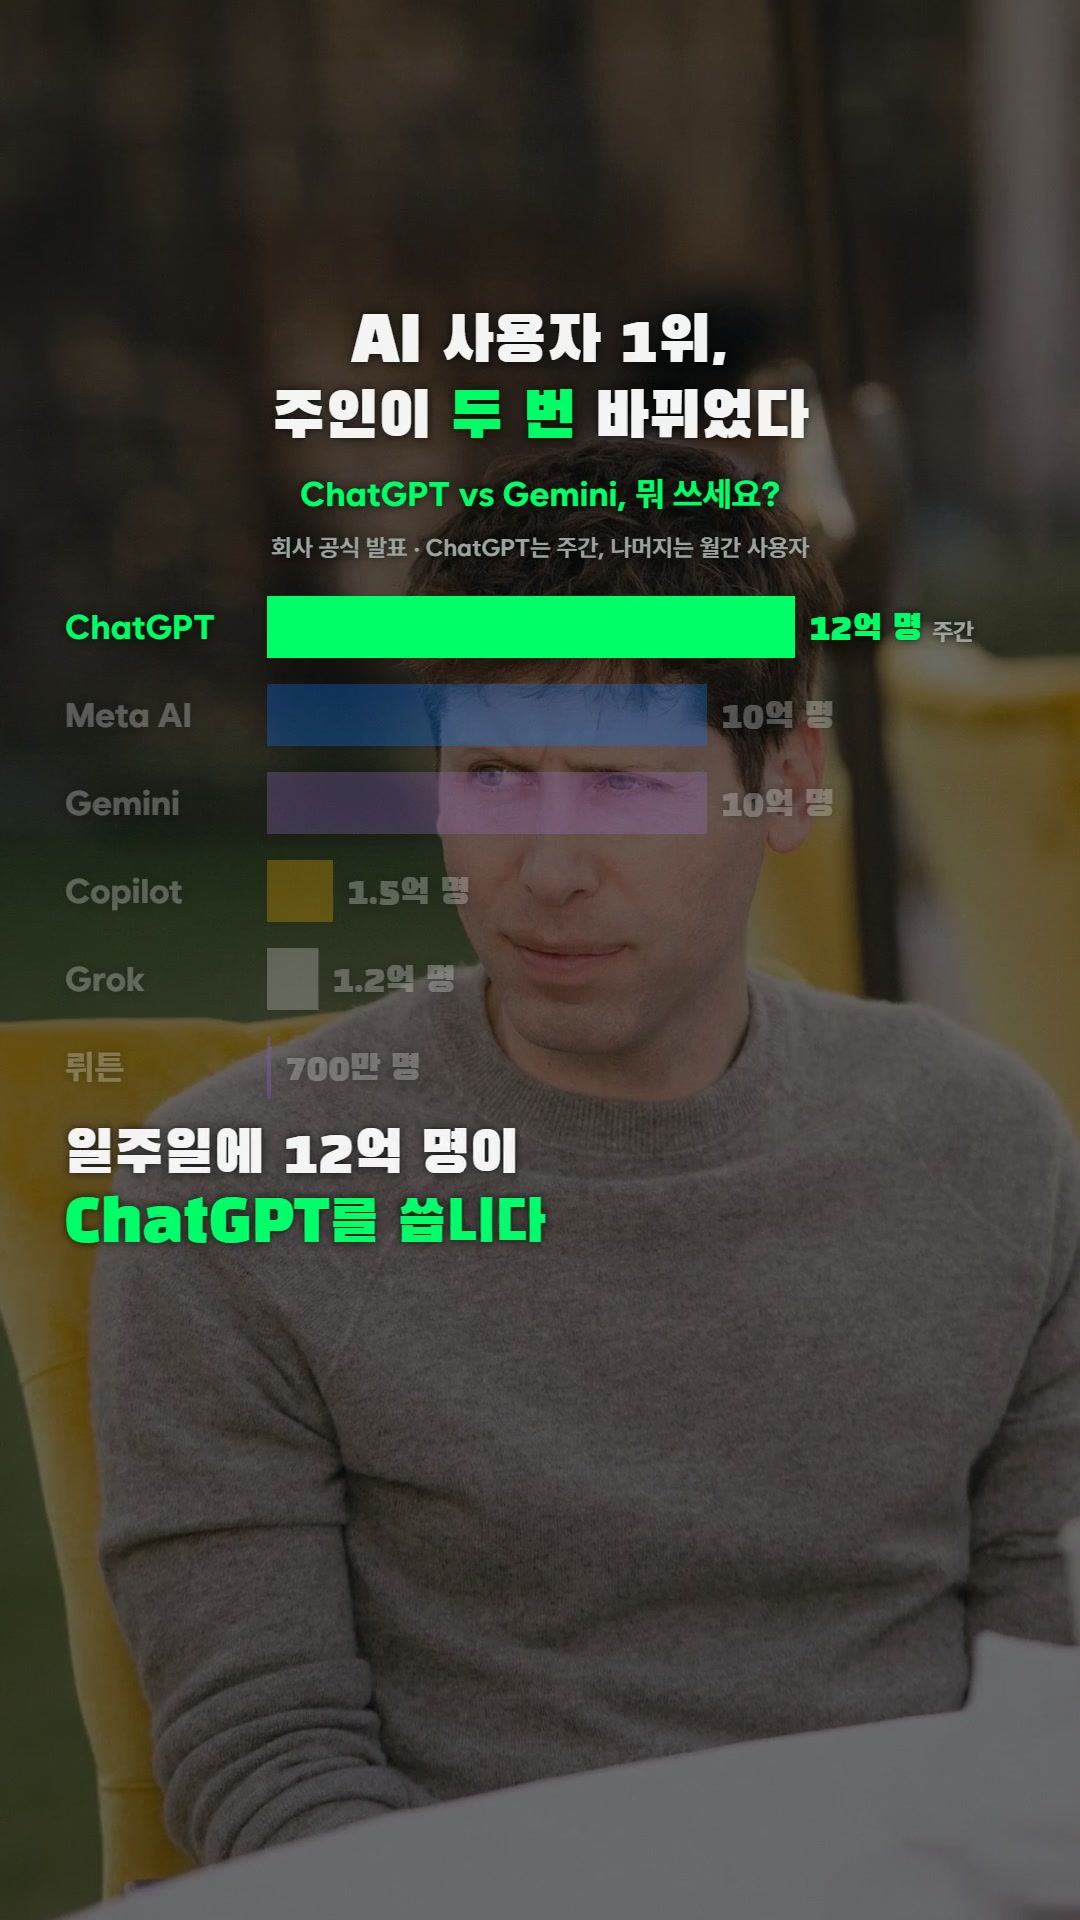 AI 사용자 1위,
주인이 두 번 바뀌었다
ChatGPT vs Gemini, 뭐 쓰세요?
회사 공식 발표 · ChatGPT는 주간, 나머지는 월간 사용자
ChatGPT 12억 명 주간
Meta AI 10억 명
Gemini 10억 명
Copilot 1.5억 명
Grok 1.2억 명
뤼튼 700만 명
일주일에 12억 명이
ChatGPT를 씁니다